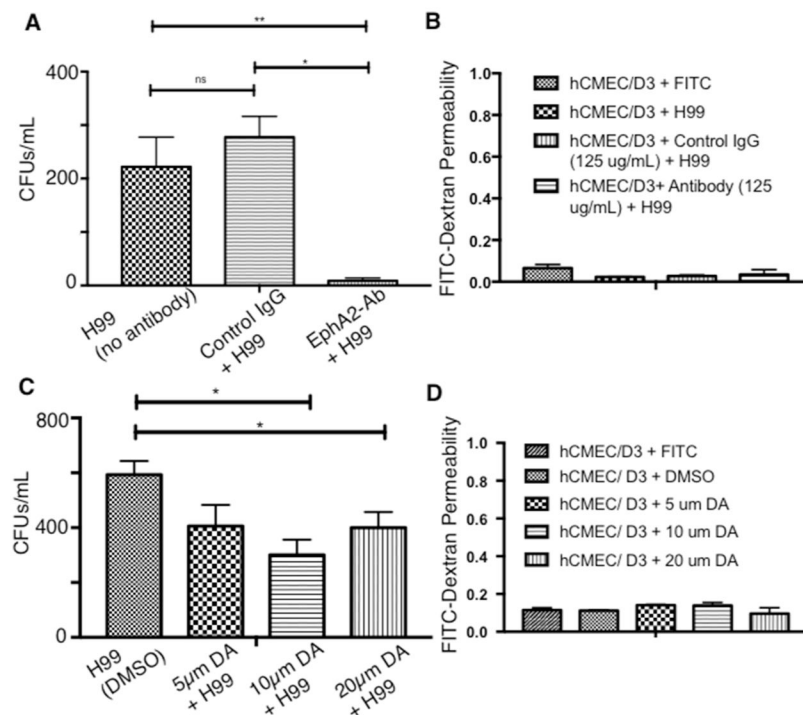 A
**
*
ns
CFUs/mL
400
200
0
H99
(no antibody)
Control IgG
+ H99
EphA2-Ab
+ H99
B
FITC-Dextran Permeability
1.0
0.8
0.6
0.4
0.2
0.0
hCMEC/D3 + FITC
hCMEC/D3 + H99
hCMEC/D3 + Control IgG
(125 ug/mL) + H99
hCMEC/D3+ Antibody (125
ug/mL) + H99
C
*
*
CFUs/mL
800
400
0
H99
(DMSO)
5µm DA
+ H99
10µm DA
+ H99
20µm DA
+ H99
D
FITC-Dextran Permeability
1.0
0.8
0.6
0.4
0.2
0.0
hCMEC/D3 + FITC
hCMEC/ D3 + DMSO
hCMEC/ D3 + 5 um DA
hCMEC/ D3 + 10 um DA
hCMEC/ D3 + 20 um DA